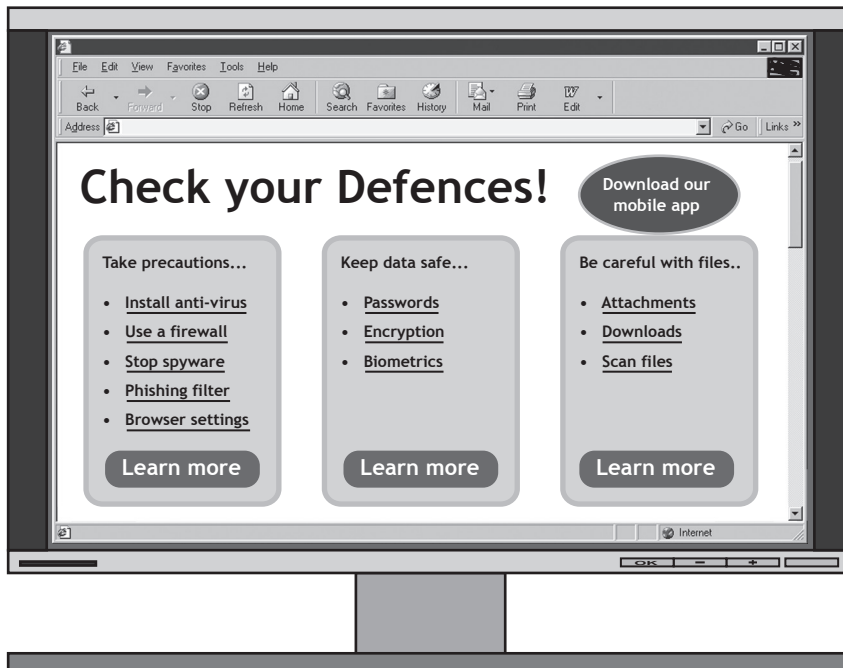 File Edit View Favorites Tools Help
Back Forward Stop Refresh Home Search Favorites History Mail Print Edit
Address Go Links »
Check your Defences!
Download our
mobile app
Take precautions...
• Install anti-virus
• Use a firewall
• Stop spyware
• Phishing filter
• Browser settings
Learn more
Keep data safe...
• Passwords
• Encryption
• Biometrics
Learn more
Be careful with files..
• Attachments
• Downloads
• Scan files
Learn more
Internet
OK − +